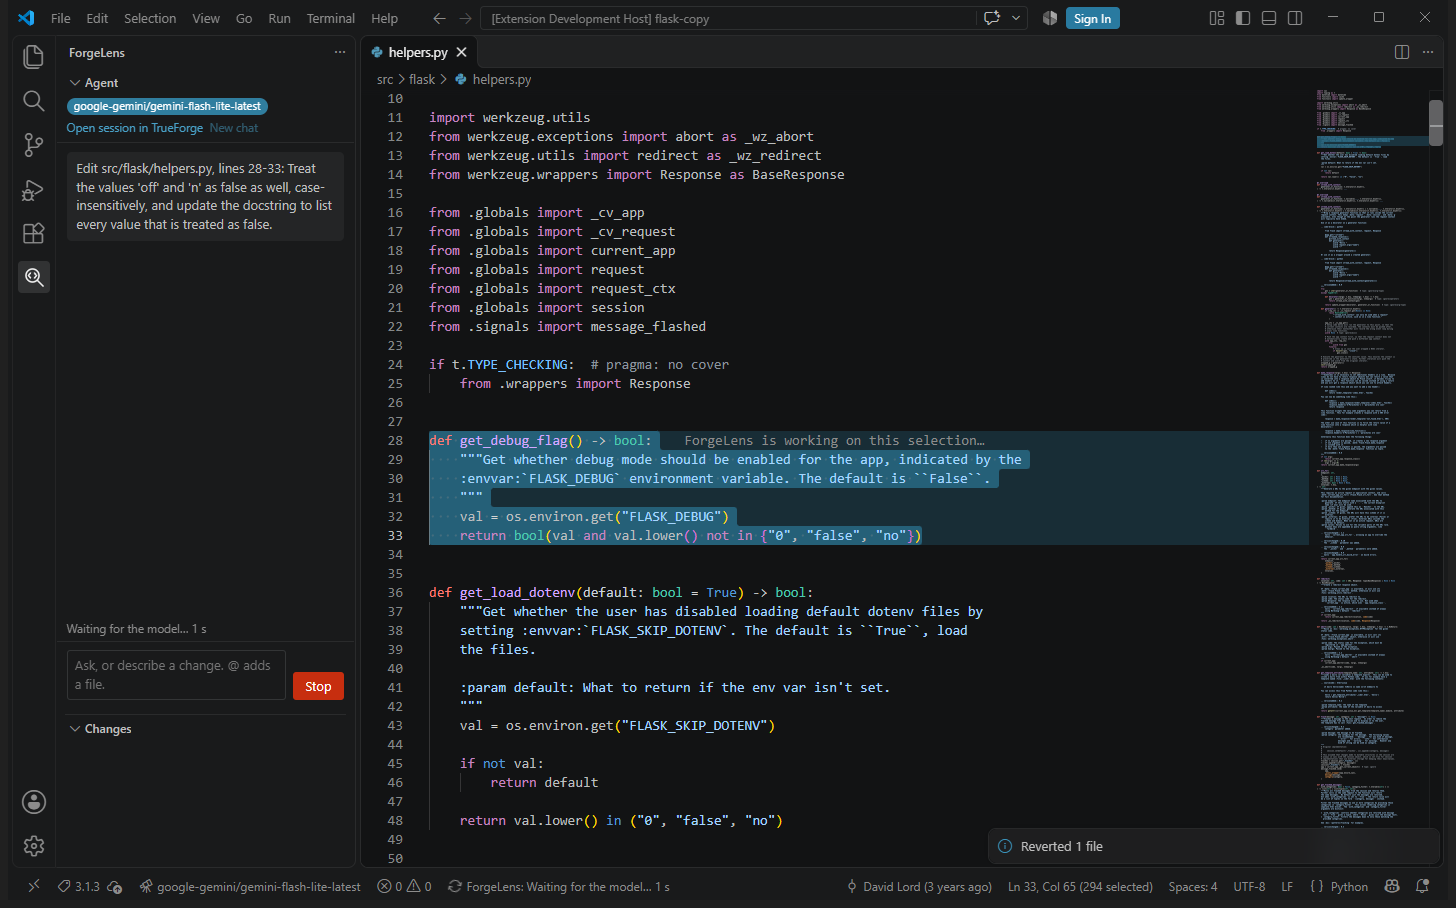 File Edit Selection View Go Run Terminal Help
[Extension Development Host] flask-copy
Sign In
ForgeLens
Agent
google-gemini/gemini-flash-lite-latest
Open session in TrueForge New chat
Edit src/flask/helpers.py, lines 28-33: Treat
the values 'off' and 'n' as false as well, case-
insensitively, and update the docstring to list
every value that is treated as false.
Waiting for the model... 1 s
Ask, or describe a change. @ adds
a file.
Stop
Changes
helpers.py
src > flask > helpers.py
10
11 import werkzeug.utils
12 from werkzeug.exceptions import abort as _wz_abort
13 from werkzeug.utils import redirect as _wz_redirect
14 from werkzeug.wrappers import Response as BaseResponse
15
16 from .globals import _cv_app
17 from .globals import _cv_request
18 from .globals import current_app
19 from .globals import request
20 from .globals import request_ctx
21 from .globals import session
22 from .signals import message_flashed
23
24 if t.TYPE_CHECKING:  # pragma: no cover
25     from .wrappers import Response
26
27
28 def get_debug_flag() -> bool: ForgeLens is working on this selection…
29     """Get whether debug mode should be enabled for the app, indicated by the
30     :envvar:`FLASK_DEBUG` environment variable. The default is ``False``.
31     """
32     val = os.environ.get("FLASK_DEBUG")
33     return bool(val and val.lower() not in {"0", "false", "no"})
34
35
36 def get_load_dotenv(default: bool = True) -> bool:
37     """Get whether the user has disabled loading default dotenv files by
38     setting :envvar:`FLASK_SKIP_DOTENV`. The default is ``True``, load
39     the files.
40
41     :param default: What to return if the env var isn't set.
42     """
43     val = os.environ.get("FLASK_SKIP_DOTENV")
44
45     if not val:
46         return default
47
48     return val.lower() in ("0", "false", "no")
49
50
Reverted 1 file
3.1.3 google-gemini/gemini-flash-lite-latest 0 0 ForgeLens: Waiting for the model... 1 s David Lord (3 years ago) Ln 33, Col 65 (294 selected) Spaces: 4 UTF-8 LF { } Python